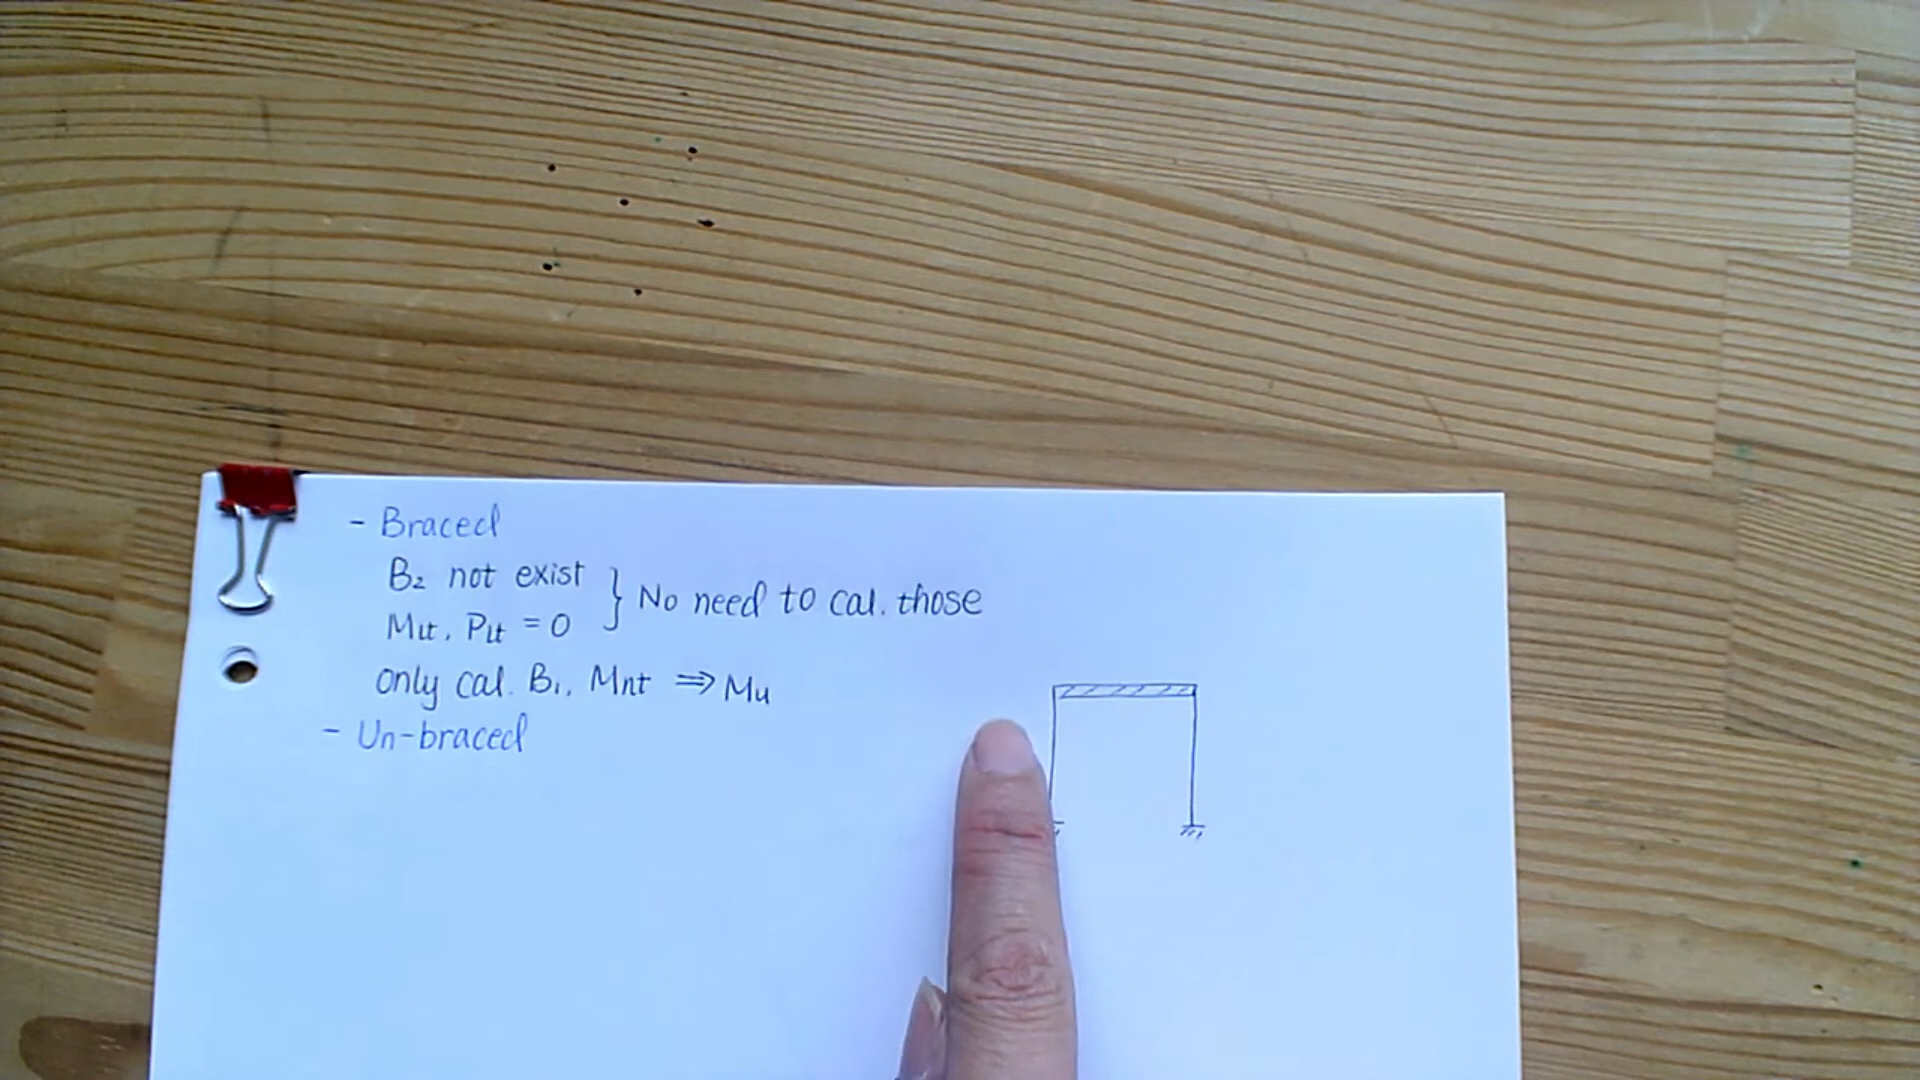 - Braced
B2 not exist } No need to cal. those
Mlt, Plt = 0
only cal. B1, Mnt ⇒ Mu
- Un-braced